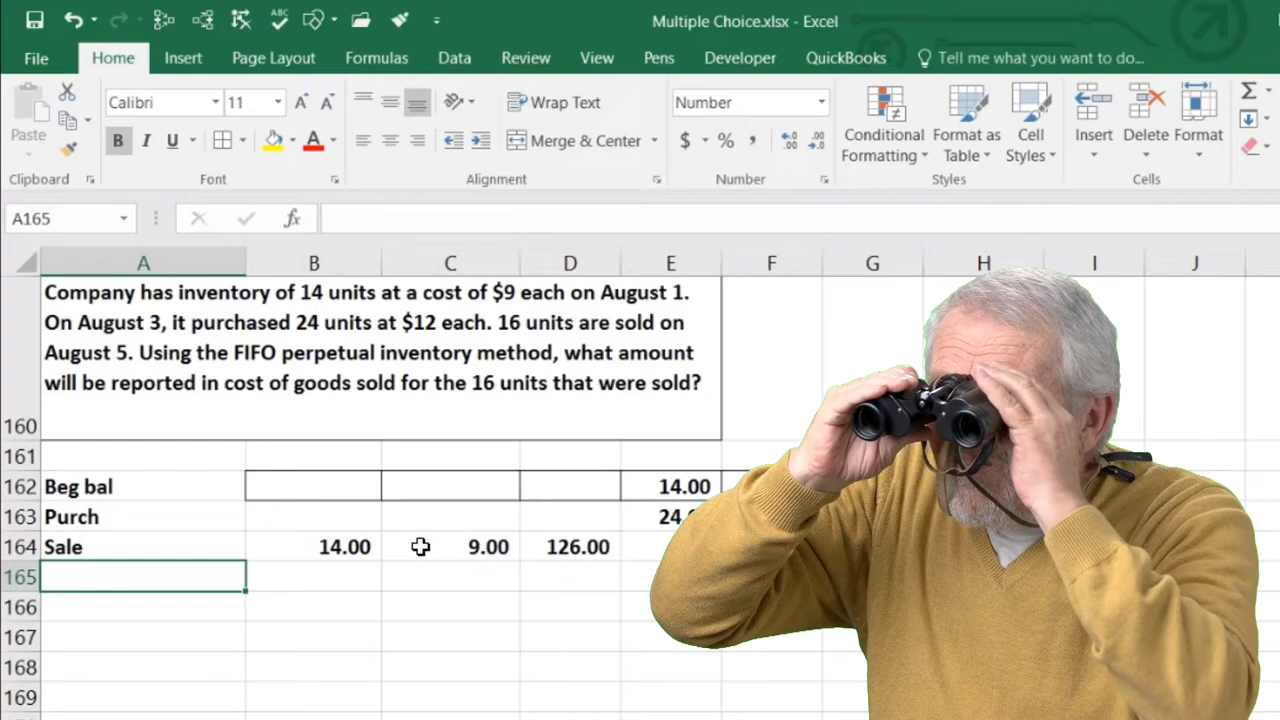 Multiple Choice.xlsx - Excel
File Home Insert Page Layout Formulas Data Review View Pens Developer QuickBooks Tell me what you want to do...
Calibri 11 Wrap Text Number
Paste B I U A Merge & Center $ % , Conditional Formatting Format as Table Cell Styles Insert Delete Format
Clipboard Font Alignment Number Styles Cells
A165 fx
A B C D E F G H I J
Company has inventory of 14 units at a cost of $9 each on August 1.
On August 3, it purchased 24 units at $12 each. 16 units are sold on
August 5. Using the FIFO perpetual inventory method, what amount
will be reported in cost of goods sold for the 16 units that were sold?
160
161
162 Beg bal 14.00
163 Purch 24.
164 Sale 14.00 9.00 126.00
165
166
167
168
169